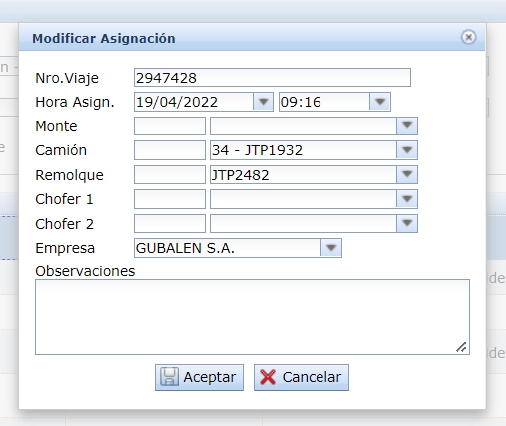 Modificar Asignación
Nro.Viaje 2947428
Hora Asign. 19/04/2022 09:16
Monte
Camión 34 - JTP1932
Remolque JTP2482
Chofer 1
Chofer 2
Empresa GUBALEN S.A.
Observaciones
Aceptar Cancelar